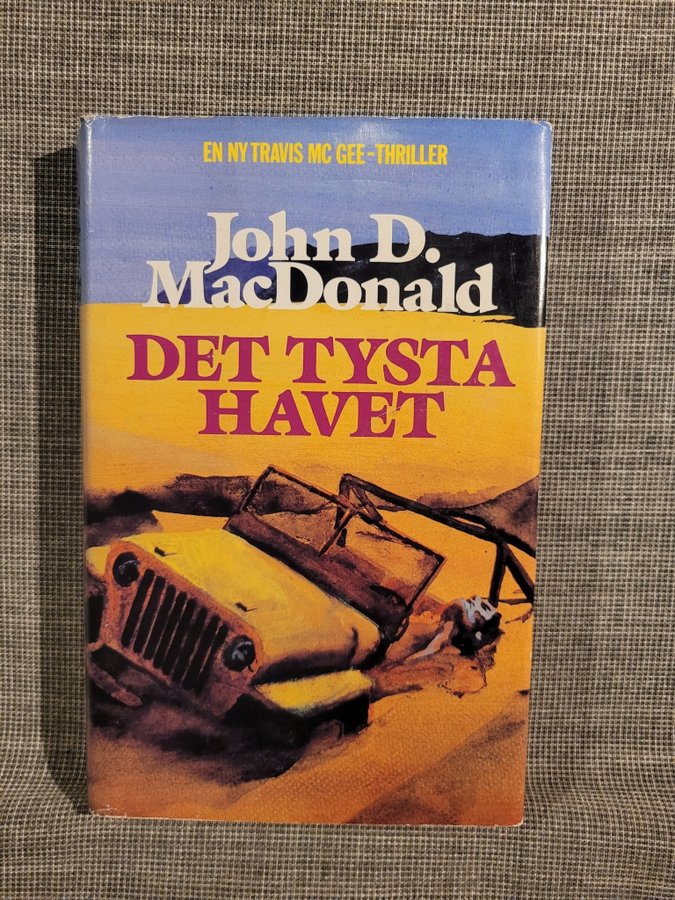 EN NY TRAVIS MC GEE-THRILLER
John D.
MacDonald
DET TYSTA
HAVET